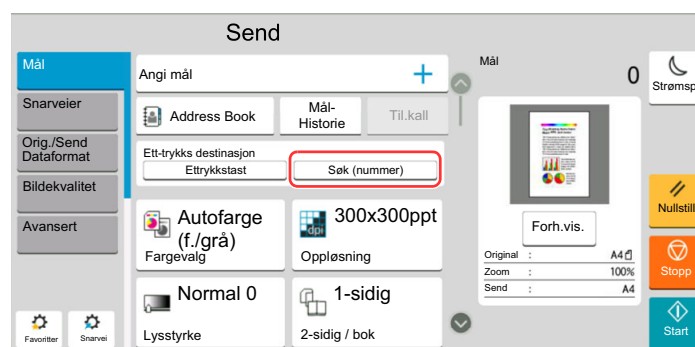 Send
Mål
Snarveier
Orig./Send
Dataformat
Bildekvalitet
Avansert
Favoritter
Snarvei
Angi mål
Address Book
Mål-
Historie
Til.kall
Ett-trykks destinasjon
Ettrykkstast
Søk (nummer)
Autofarge
(f./grå)
Fargevalg
300x300ppt
dpi
Oppløsning
Normal 0
Lysstyrke
1-sidig
2-sidig / bok
Mål
0
Forh.vis.
Original : A4
Zoom : 100%
Send : A4
Strømsp
Nullstill
Stopp
Start